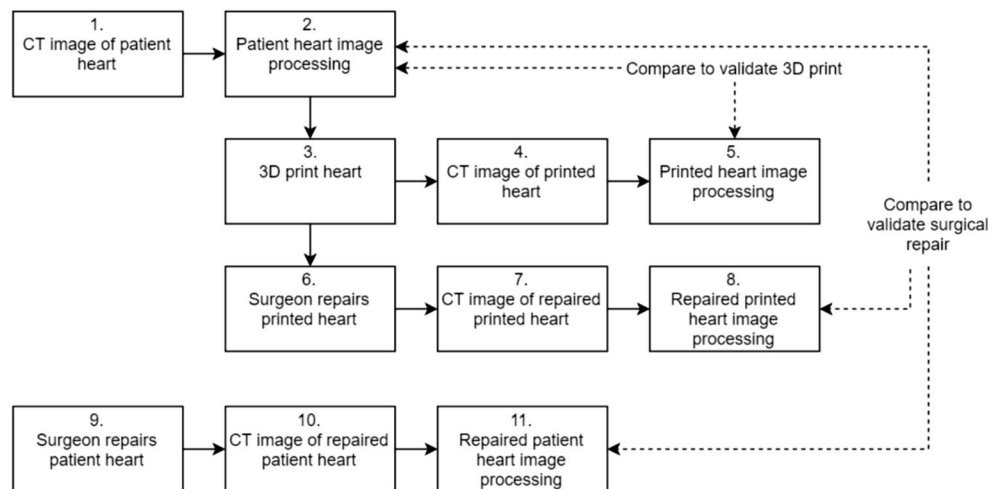 1.
CT image of patient
heart
2.
Patient heart image
processing
Compare to validate 3D print
3.
3D print heart
4.
CT image of printed
heart
5.
Printed heart image
processing
Compare to
validate surgical
repair
6.
Surgeon repairs
printed heart
7.
CT image of repaired
printed heart
8.
Repaired printed
heart image
processing
9.
Surgeon repairs
patient heart
10.
CT image of repaired
patient heart
11.
Repaired patient
heart image
processing